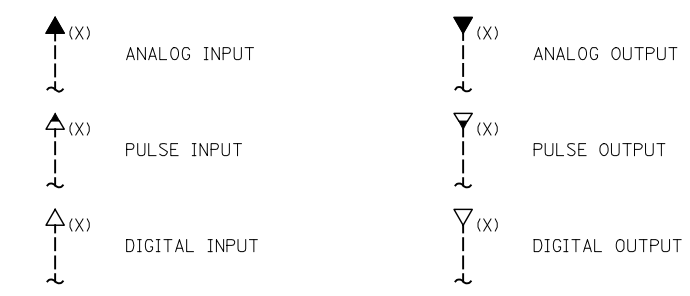 (X) ANALOG INPUT
(X) ANALOG OUTPUT
(X) PULSE INPUT
(X) PULSE OUTPUT
(X) DIGITAL INPUT
(X) DIGITAL OUTPUT